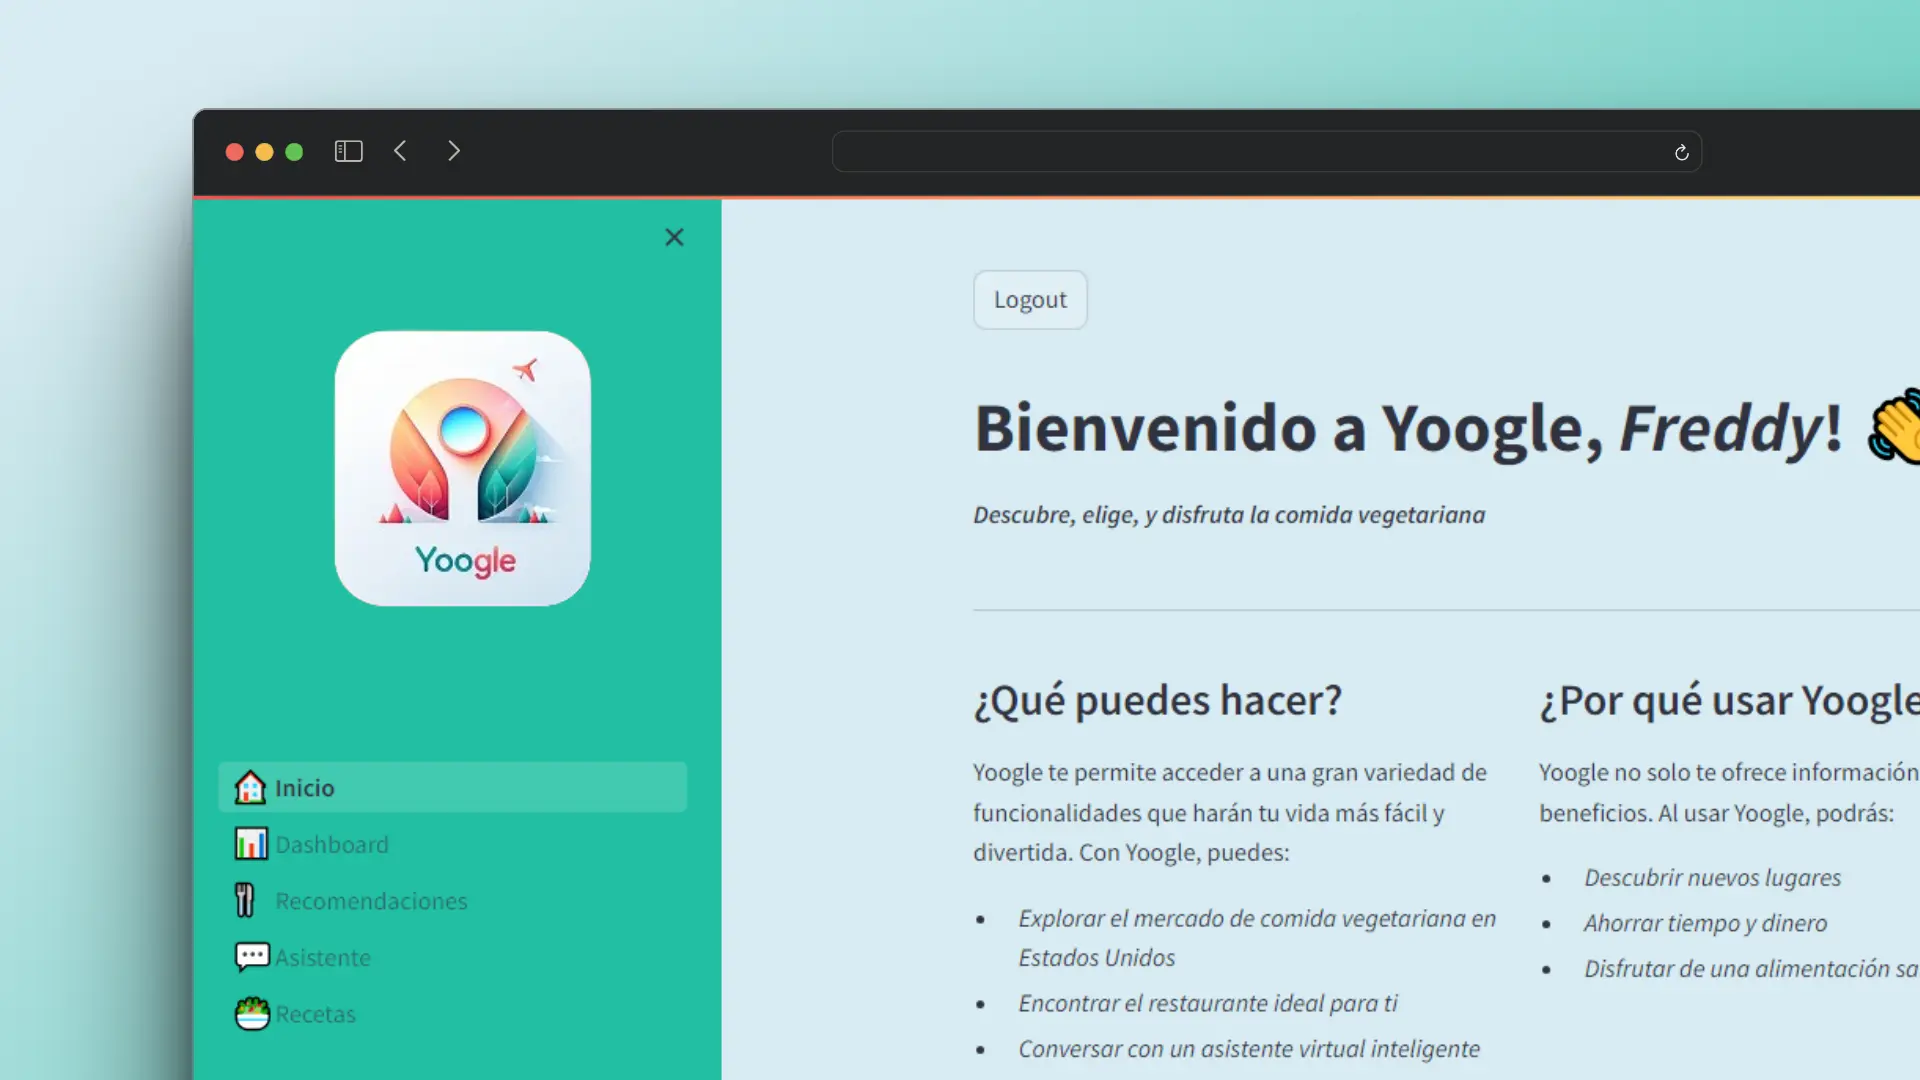 Yoogle
Inicio
Dashboard
Recomendaciones
Asistente
Recetas
Logout
Bienvenido a Yoogle, Freddy!
Descubre, elige, y disfruta la comida vegetariana
¿Qué puedes hacer?
Yoogle te permite acceder a una gran variedad de
funcionalidades que harán tu vida más fácil y
divertida. Con Yoogle, puedes:
Explorar el mercado de comida vegetariana en
Estados Unidos
Encontrar el restaurante ideal para ti
Conversar con un asistente virtual inteligente
¿Por qué usar Yoogle
Yoogle no solo te ofrece información
beneficios. Al usar Yoogle, podrás:
Descubrir nuevos lugares
Ahorrar tiempo y dinero
Disfrutar de una alimentación